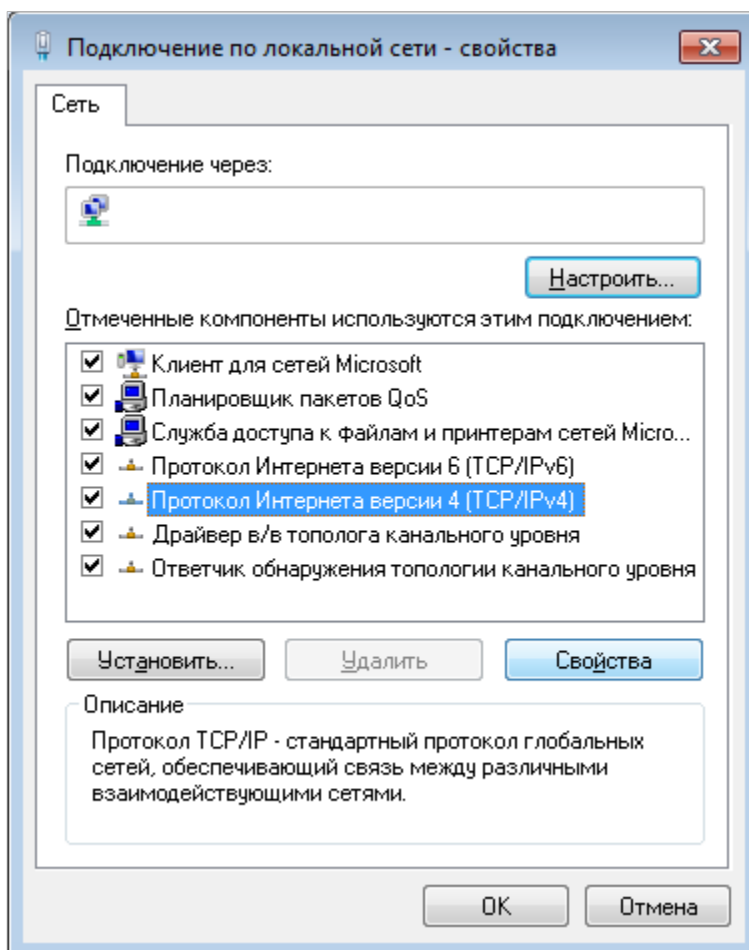 Подключение по локальной сети - свойства
Сеть
Подключение через:
Настроить...
Отмеченные компоненты используются этим подключением:
Клиент для сетей Microsoft
Планировщик пакетов QoS
Служба доступа к файлам и принтерам сетей Micro...
Протокол Интернета версии 6 (TCP/IPv6)
Протокол Интернета версии 4 (TCP/IPv4)
Драйвер в/в тополога канального уровня
Ответчик обнаружения топологии канального уровня
Установить...
Удалить
Свойства
Описание
Протокол TCP/IP - стандартный протокол глобальных
сетей, обеспечивающий связь между различными
взаимодействующими сетями.
OK
Отмена